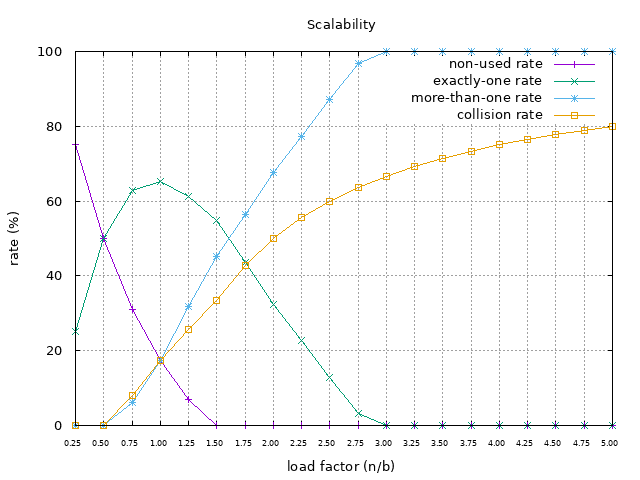 Scalability
rate (%)
100
80
60
40
20
0
non-used rate
exactly-one rate
more-than-one rate
collision rate
0.25 0.50 0.75 1.00 1.25 1.50 1.75 2.00 2.25 2.50 2.75 3.00 3.25 3.50 3.75 4.00 4.25 4.50 4.75 5.00
load factor (n/b)